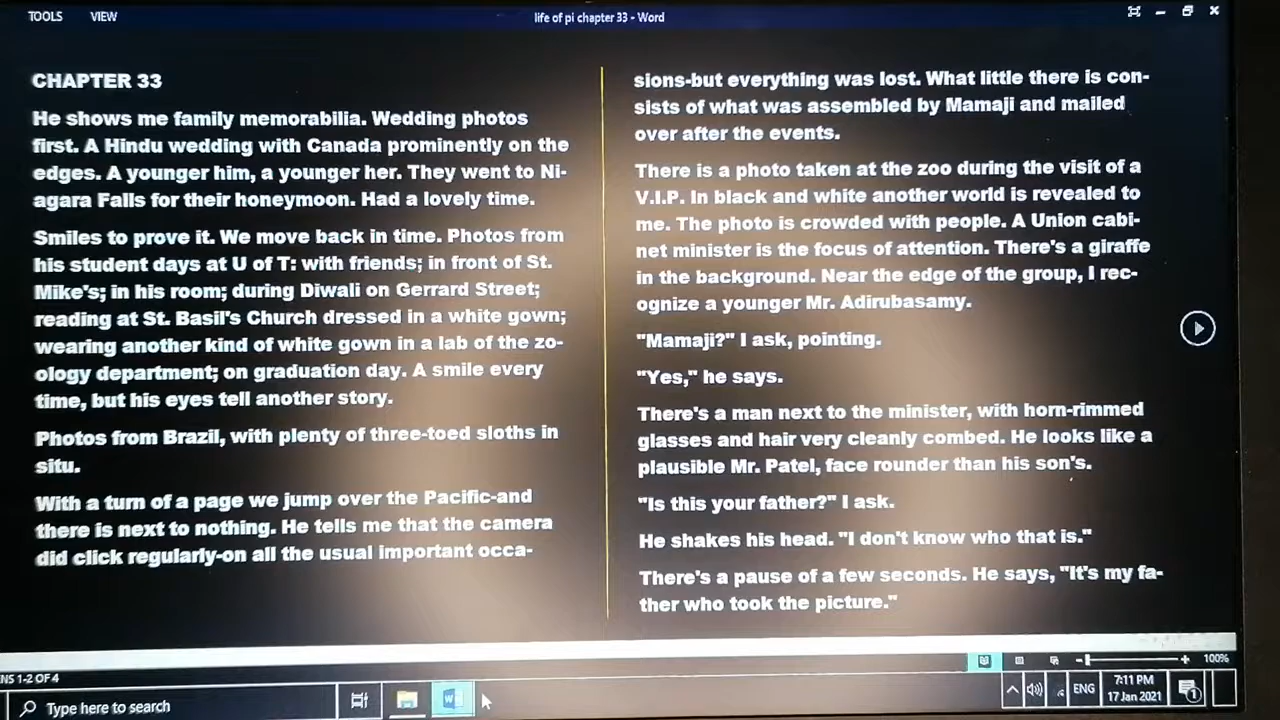 TOOLS VIEW
life of pi chapter 33 - Word
CHAPTER 33
He shows me family memorabilia. Wedding photos
first. A Hindu wedding with Canada prominently on the
edges. A younger him, a younger her. They went to Ni-
agara Falls for their honeymoon. Had a lovely time.
Smiles to prove it. We move back in time. Photos from
his student days at U of T: with friends; in front of St.
Mike's; in his room; during Diwali on Gerrard Street;
reading at St. Basil's Church dressed in a white gown;
wearing another kind of white gown in a lab of the zo-
ology department; on graduation day. A smile every
time, but his eyes tell another story.
Photos from Brazil, with plenty of three-toed sloths in
situ.
With a turn of a page we jump over the Pacific-and
there is next to nothing. He tells me that the camera
did click regularly-on all the usual important occa-
sions-but everything was lost. What little there is con-
sists of what was assembled by Mamaji and mailed
over after the events.
There is a photo taken at the zoo during the visit of a
V.I.P. In black and white another world is revealed to
me. The photo is crowded with people. A Union cabi-
net minister is the focus of attention. There's a giraffe
in the background. Near the edge of the group, I rec-
ognize a younger Mr. Adirubasamy.
"Mamaji?" I ask, pointing.
"Yes," he says.
There's a man next to the minister, with horn-rimmed
glasses and hair very cleanly combed. He looks like a
plausible Mr. Patel, face rounder than his son's.
"Is this your father?" I ask.
He shakes his head. "I don't know who that is."
There's a pause of a few seconds. He says, "It's my fa-
ther who took the picture."
NS 1-2 OF 4
100%
Type here to search
ENG
7:11 PM
17 Jan 2021
1